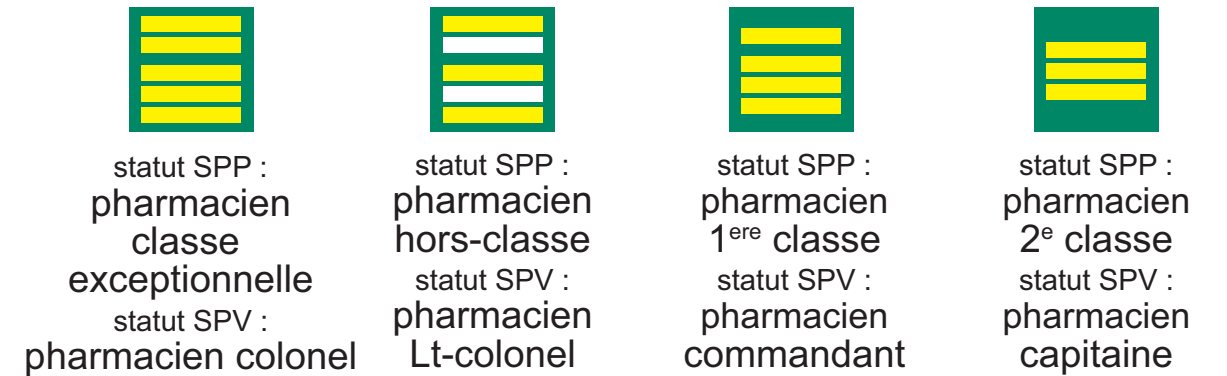 statut SPP :
pharmacien
classe
exceptionnelle
statut SPV :
pharmacien colonel
statut SPP :
pharmacien
hors-classe
statut SPV :
pharmacien
Lt-colonel
statut SPP :
pharmacien
1ere classe
statut SPV :
pharmacien
commandant
statut SPP :
pharmacien
2e classe
statut SPV :
pharmacien
capitaine